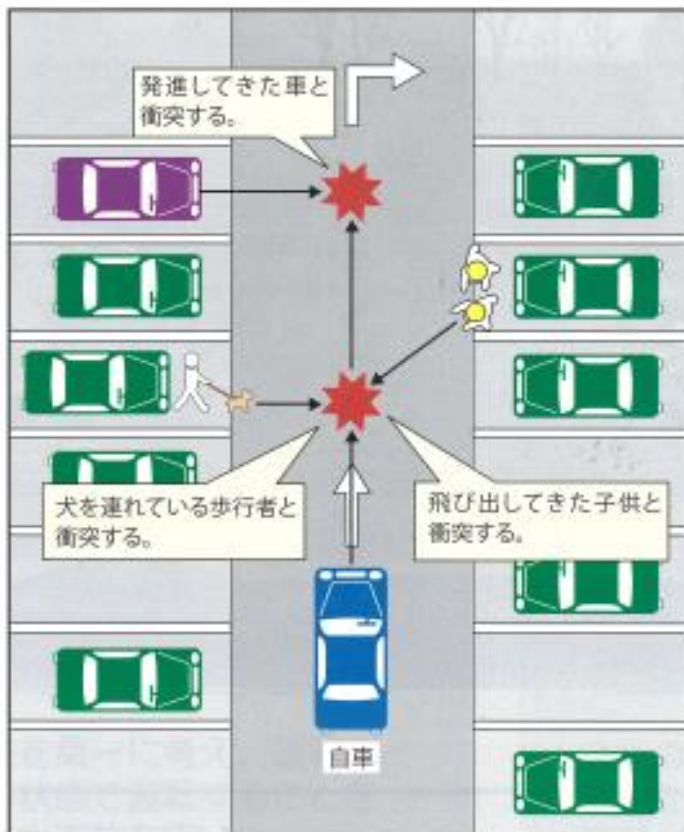 発進してきた車と
衝突する。
犬を連れている歩行者と
衝突する。
飛び出してきた子供と
衝突する。
自車